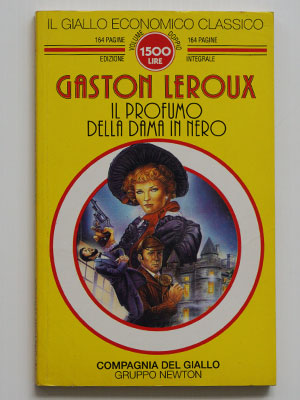 IL GIALLO ECONOMICO CLASSICO
164 PAGINE
VOLUME DOPPIO
164 PAGINE
1500
LIRE
EDIZIONE
INTEGRALE
GASTON LEROUX
IL PROFUMO
DELLA DAMA IN NERO
COMPAGNIA DEL GIALLO
GRUPPO NEWTON